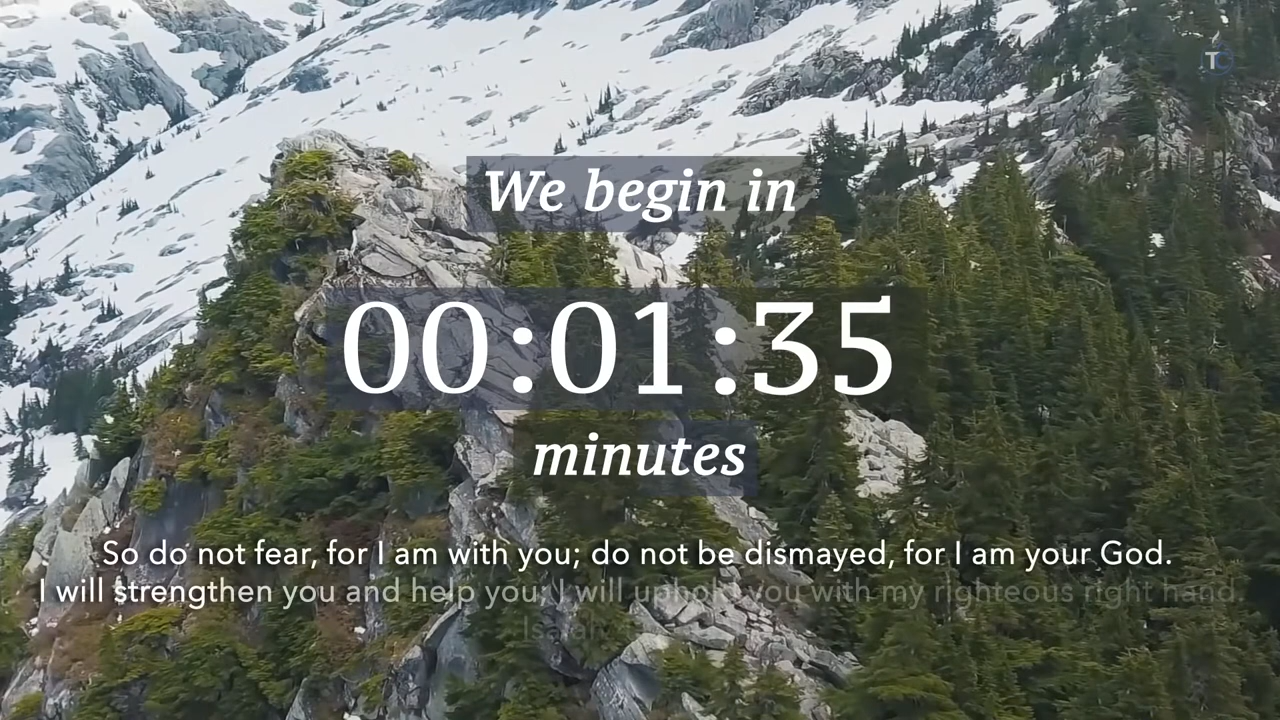 We begin in
00:01:35
minutes
So do not fear, for I am with you; do not be dismayed, for I am your God.
I will strengthen you and help you; I will uphold you with my righteous right hand.
Isaiah